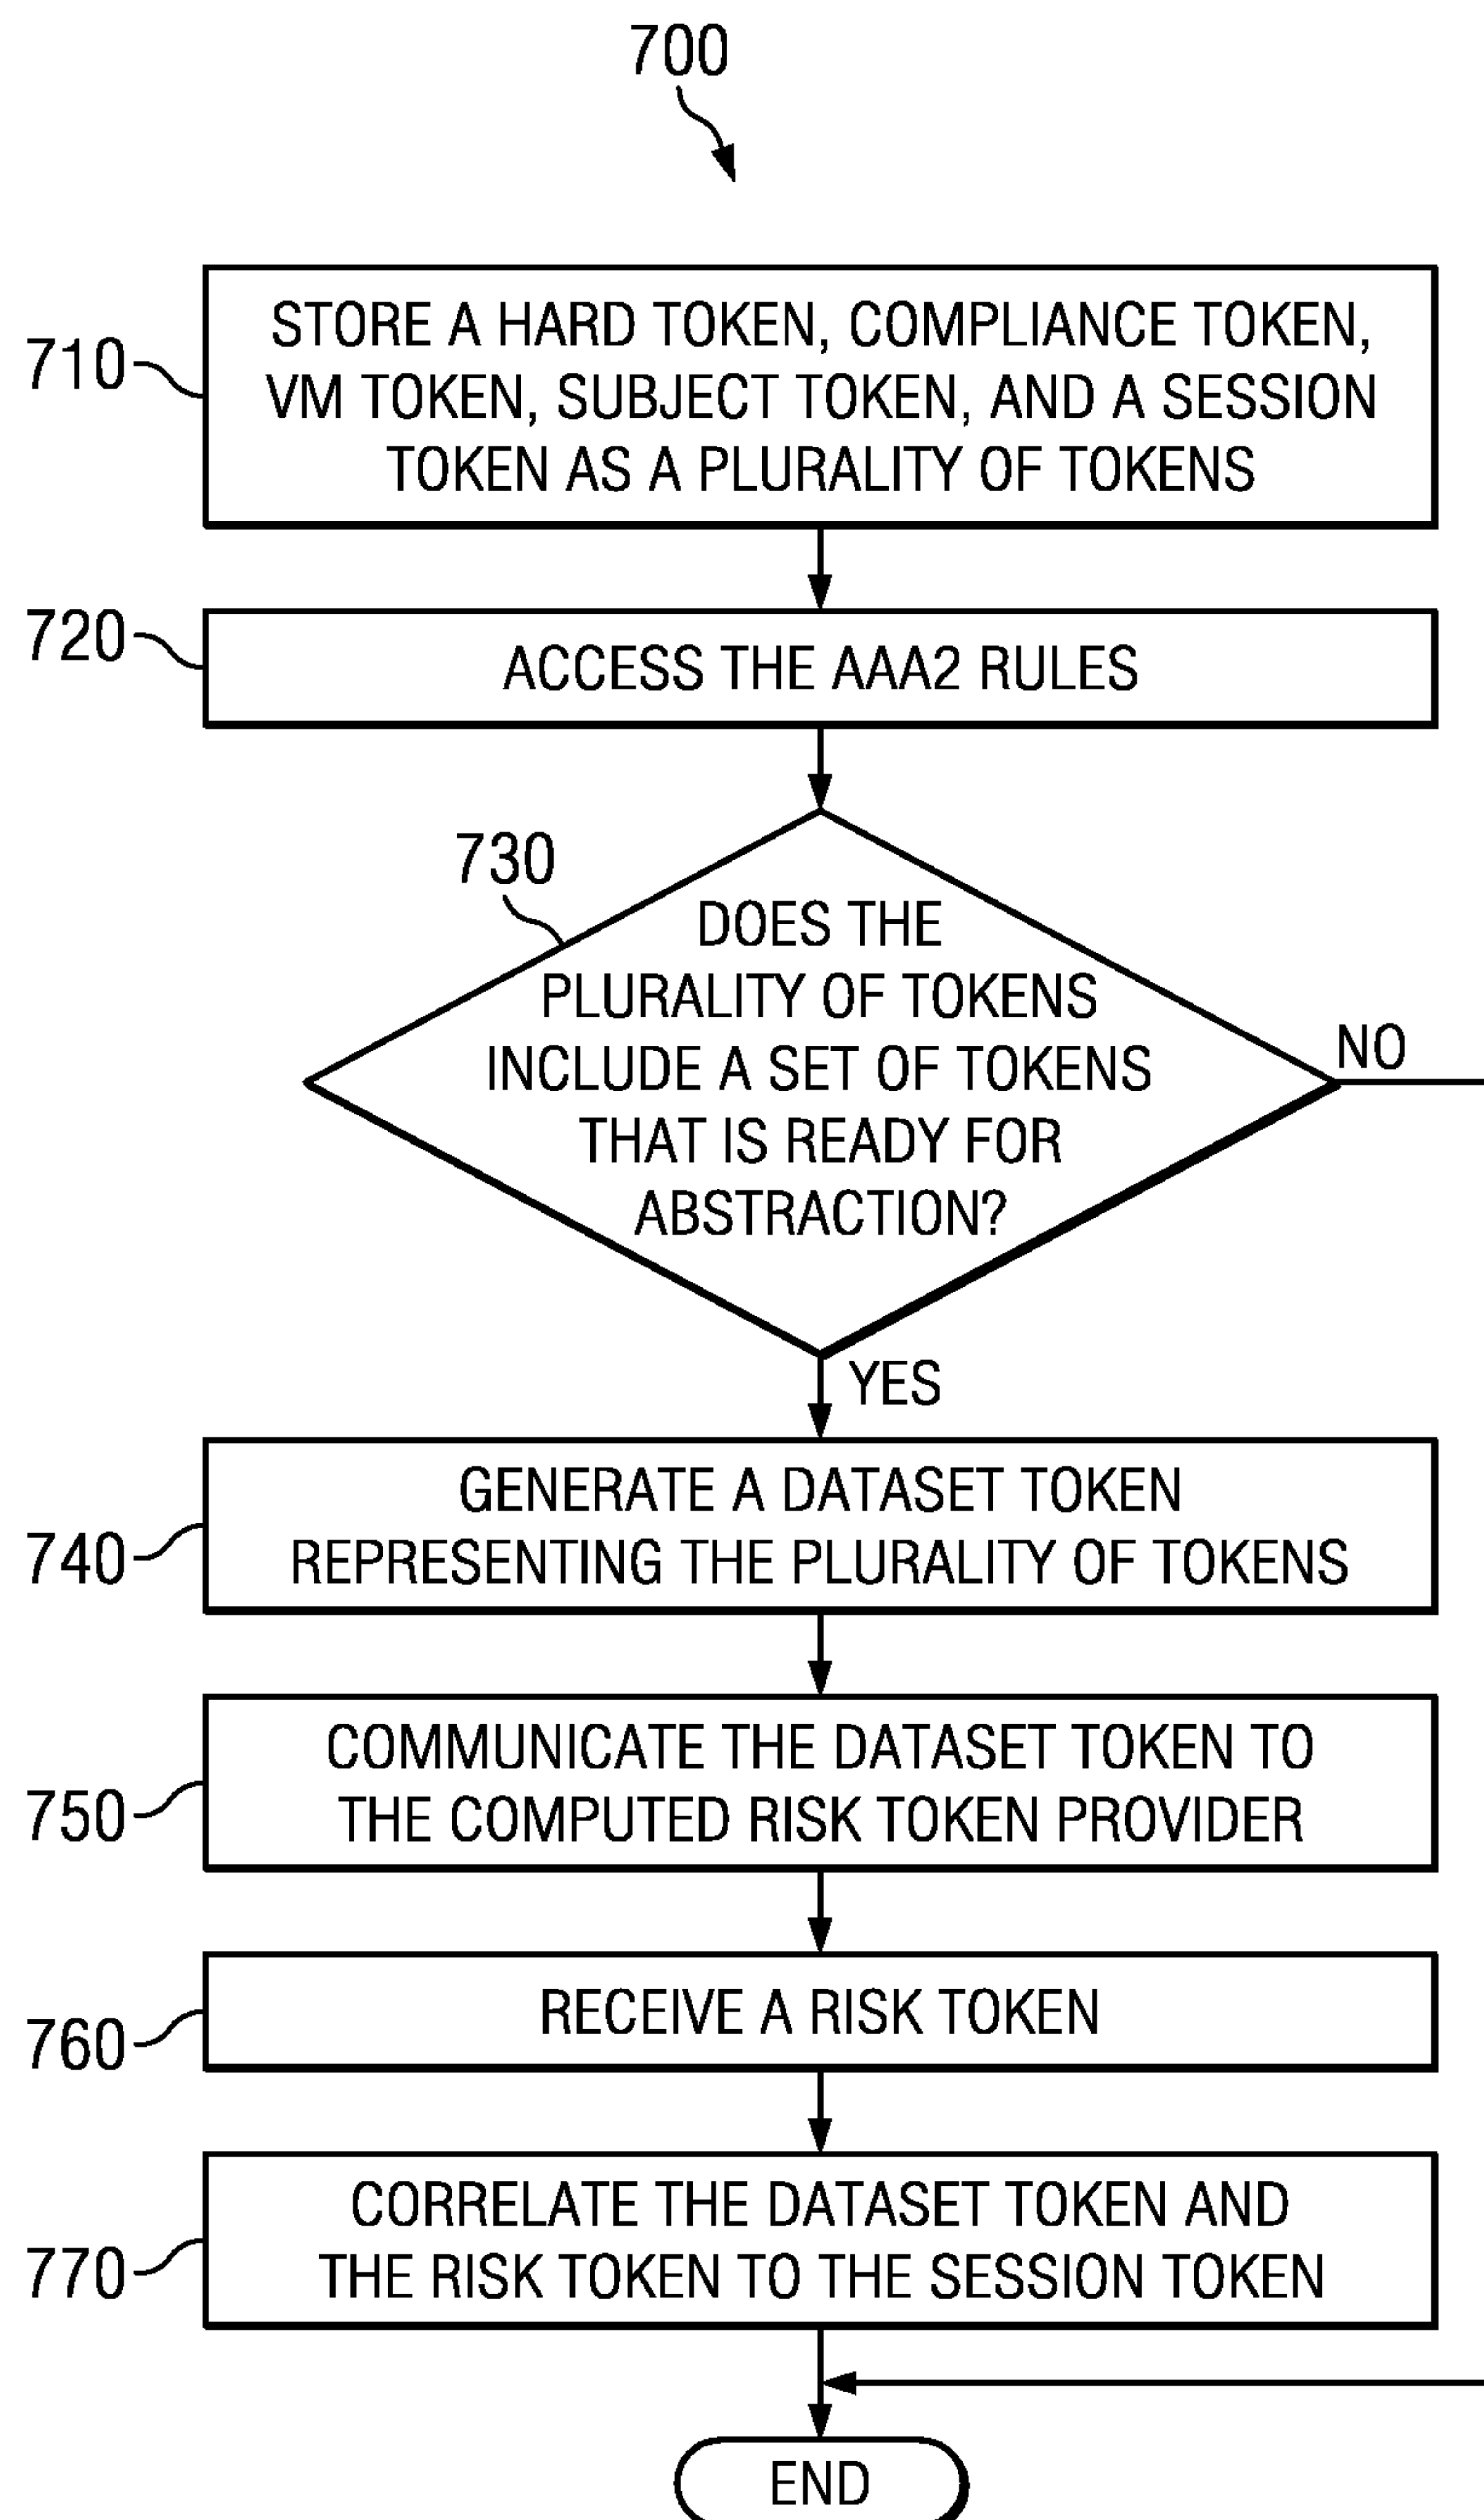 700
710
STORE A HARD TOKEN, COMPLIANCE TOKEN,
VM TOKEN, SUBJECT TOKEN, AND A SESSION
TOKEN AS A PLURALITY OF TOKENS
720
ACCESS THE AAA2 RULES
730
DOES THE
PLURALITY OF TOKENS
INCLUDE A SET OF TOKENS
THAT IS READY FOR
ABSTRACTION?
NO
YES
740
GENERATE A DATASET TOKEN
REPRESENTING THE PLURALITY OF TOKENS
750
COMMUNICATE THE DATASET TOKEN TO
THE COMPUTED RISK TOKEN PROVIDER
760
RECEIVE A RISK TOKEN
770
CORRELATE THE DATASET TOKEN AND
THE RISK TOKEN TO THE SESSION TOKEN
END